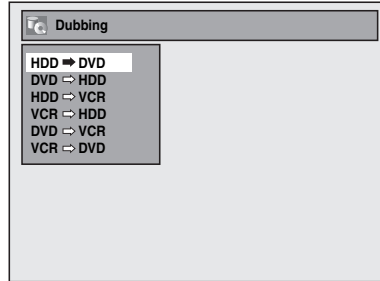 Dubbing
HDD ➡ DVD
DVD ⇨ HDD
HDD ⇨ VCR
VCR ⇨ HDD
DVD ⇨ VCR
VCR ⇨ DVD